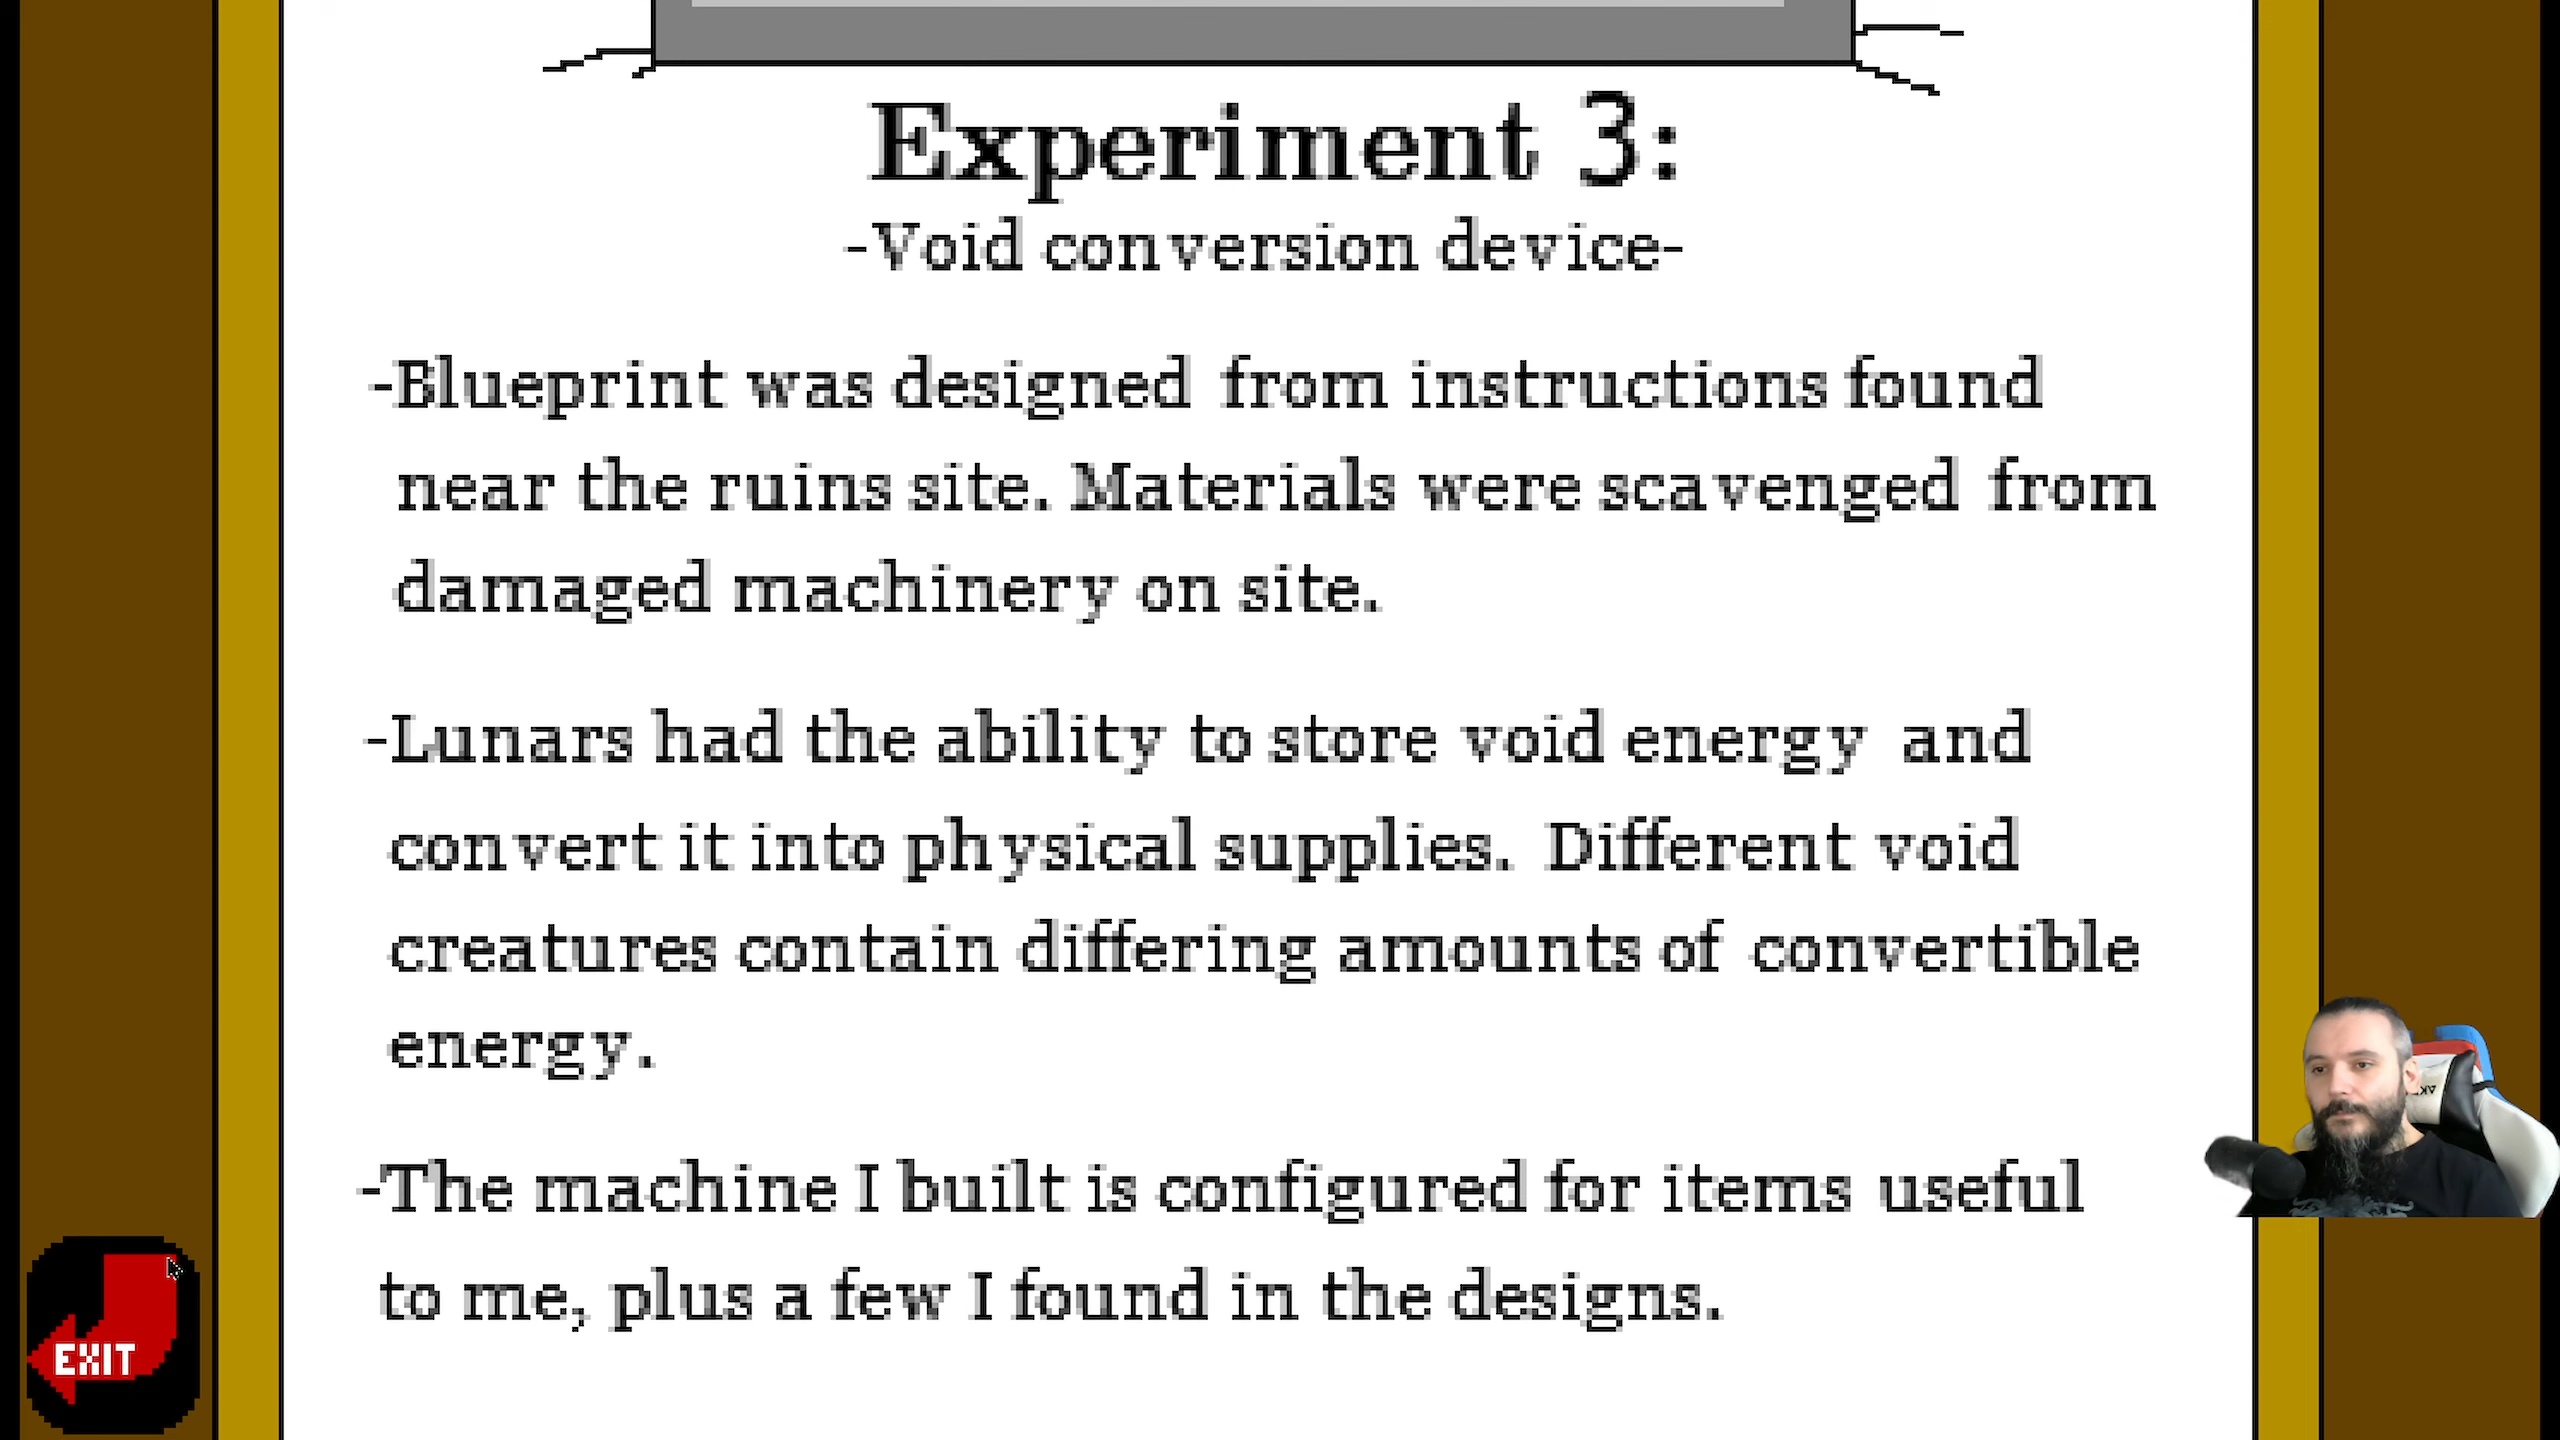 Experiment 3:
-Void conversion device-
-Blueprint was designed from instructions found
near the ruins site. Materials were scavenged from
damaged machinery on site.
-Lunars had the ability to store void energy and
convert it into physical supplies. Different void
creatures contain differing amounts of convertible
energy.
-The machine I built is configured for items useful
to me, plus a few I found in the designs.
EXIT